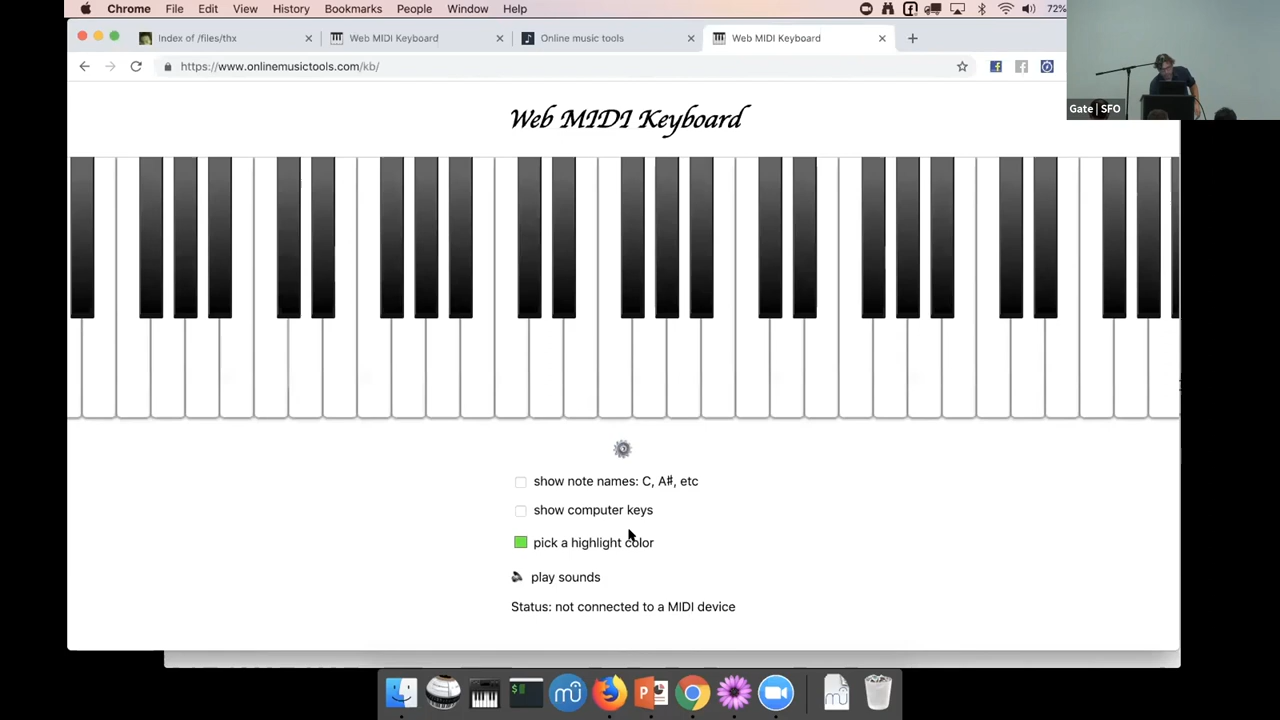 Chrome File Edit View History Bookmarks People Window Help 72%
Index of /files/thx Web MIDI Keyboard Online music tools Web MIDI Keyboard
https://www.onlinemusictools.com/kb/
Gate | SFO
Web MIDI Keyboard
show note names: C, A#, etc
show computer keys
pick a highlight color
play sounds
Status: not connected to a MIDI device